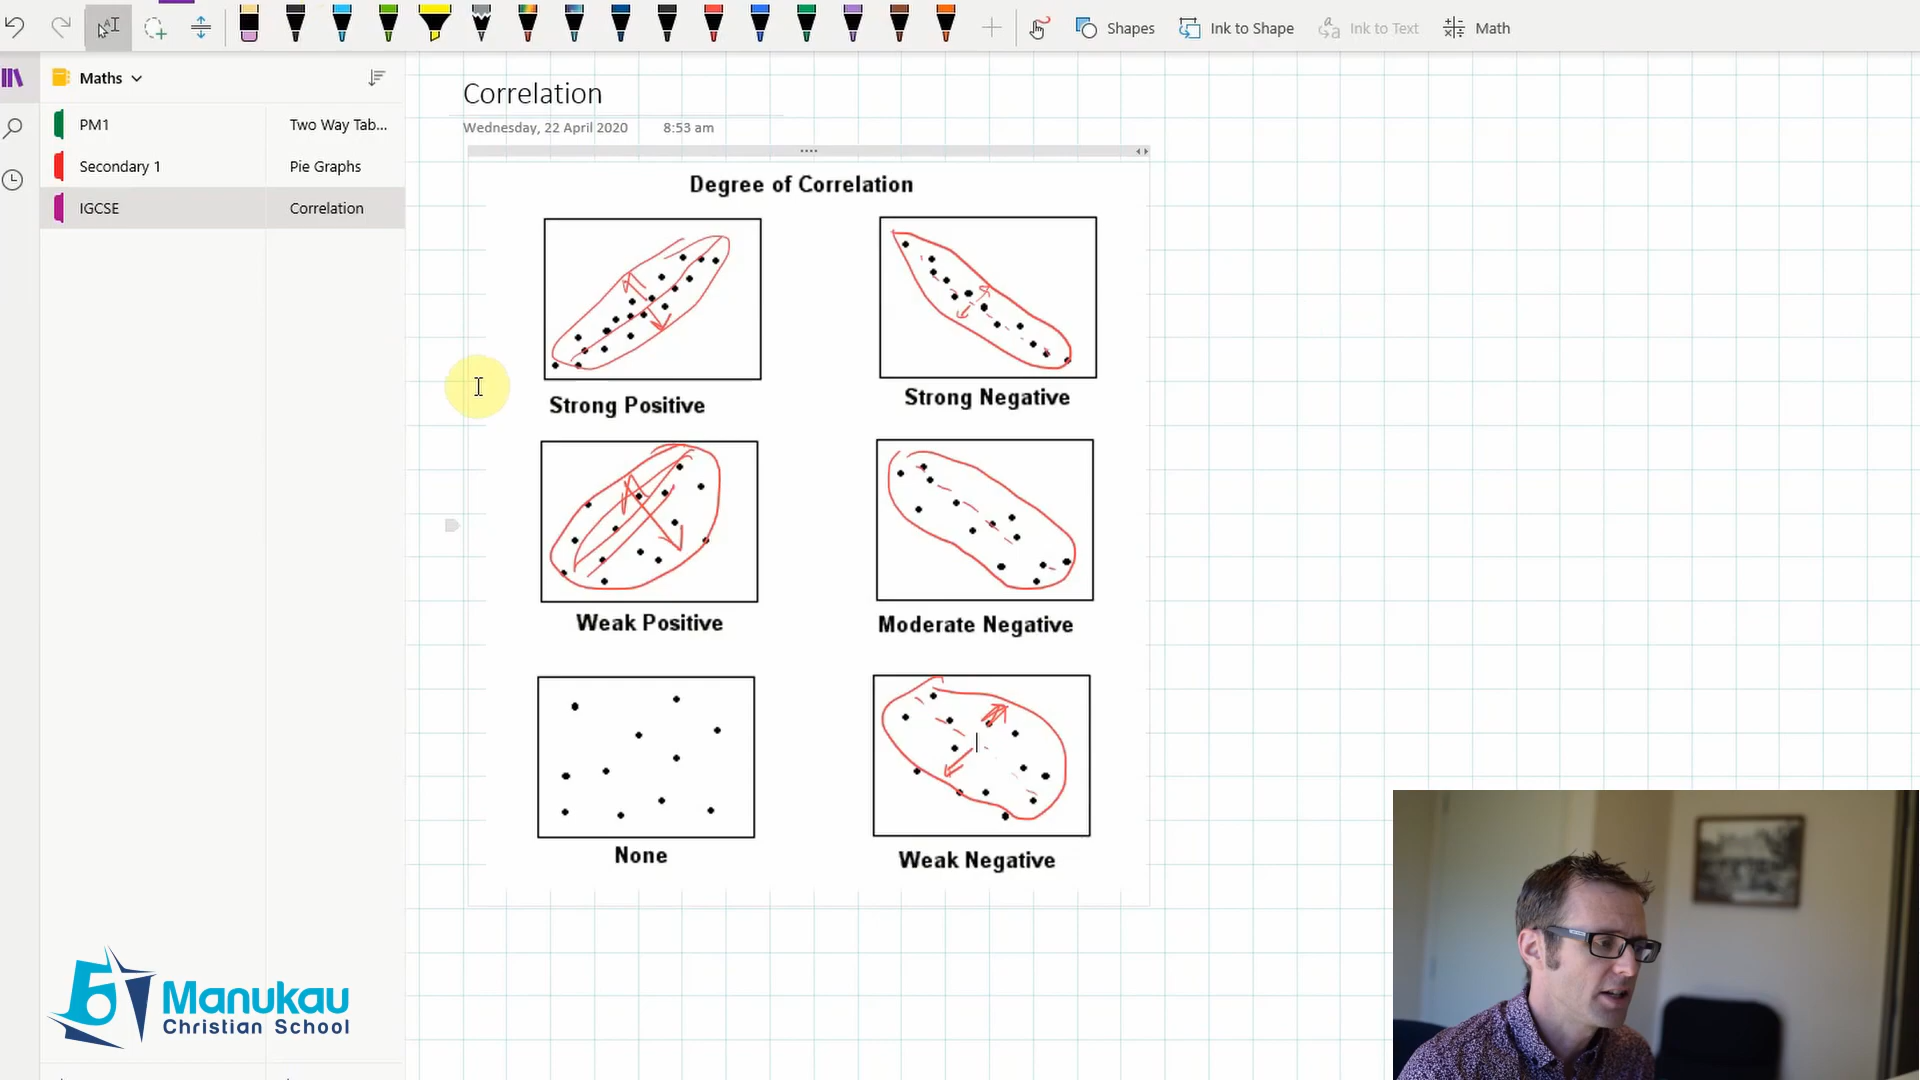 Shapes
Ink to Shape
Ink to Text
Math
Maths
PM1
Two Way Tab...
Secondary 1
Pie Graphs
IGCSE
Correlation
Correlation
Wednesday, 22 April 2020 8:53 am
Degree of Correlation
Strong Positive
Strong Negative
Weak Positive
Moderate Negative
None
Weak Negative
Manukau
Christian School